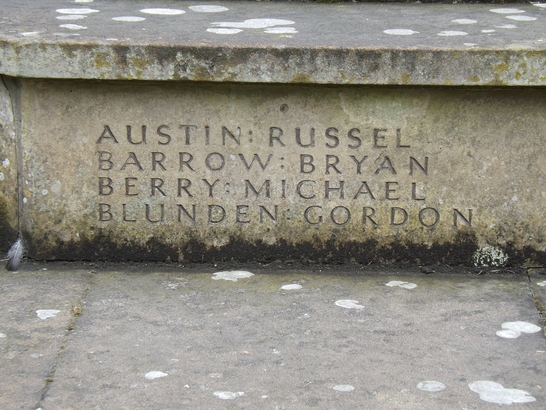 AUSTIN: RUSSEL
BARROW: BRYAN
BERRY: MICHAEL
BLUNDEN: GORDON